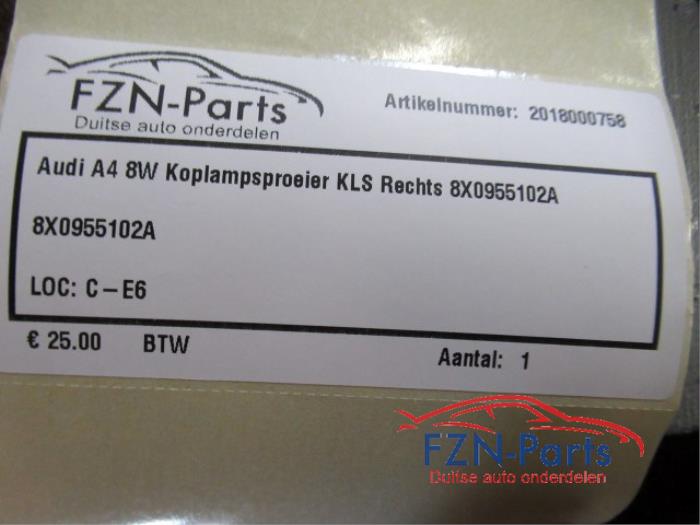 FZN-Parts
Duitse auto onderdelen
Artikelnummer: 2018000758
Audi A4 8W Koplampsproeier KLS Rechts 8X0955102A
8X0955102A
LOC: C-E6
€ 25.00 BTW
Aantal: 1
FZN-Parts
Duitse auto onderdelen